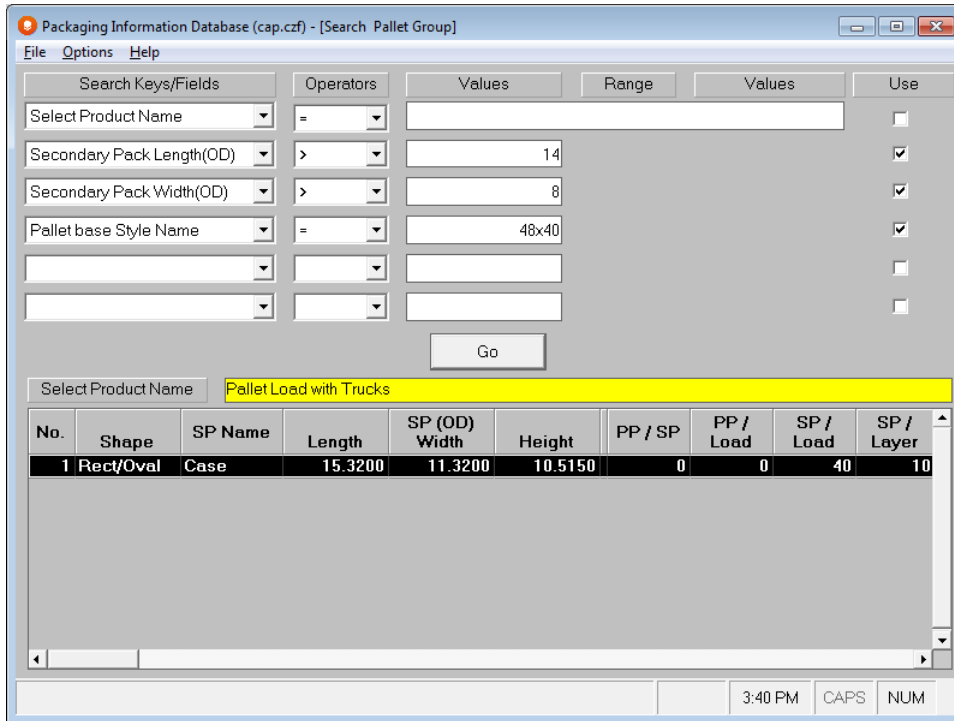 Packaging Information Database (cap.czf) - [Search Pallet Group]
File Options Help
Search Keys/Fields Operators Values Range Values Use
Select Product Name =
Secondary Pack Length(OD) > 14
Secondary Pack Width(OD) > 8
Pallet base Style Name = 48x40
Go
Select Product Name Pallet Load with Trucks
No. Shape SP Name Length SP (OD) Width Height PP / SP PP / Load SP / Load SP / Layer
1 Rect/Oval Case 15.3200 11.3200 10.5150 0 0 40 10
3:40 PM CAPS NUM